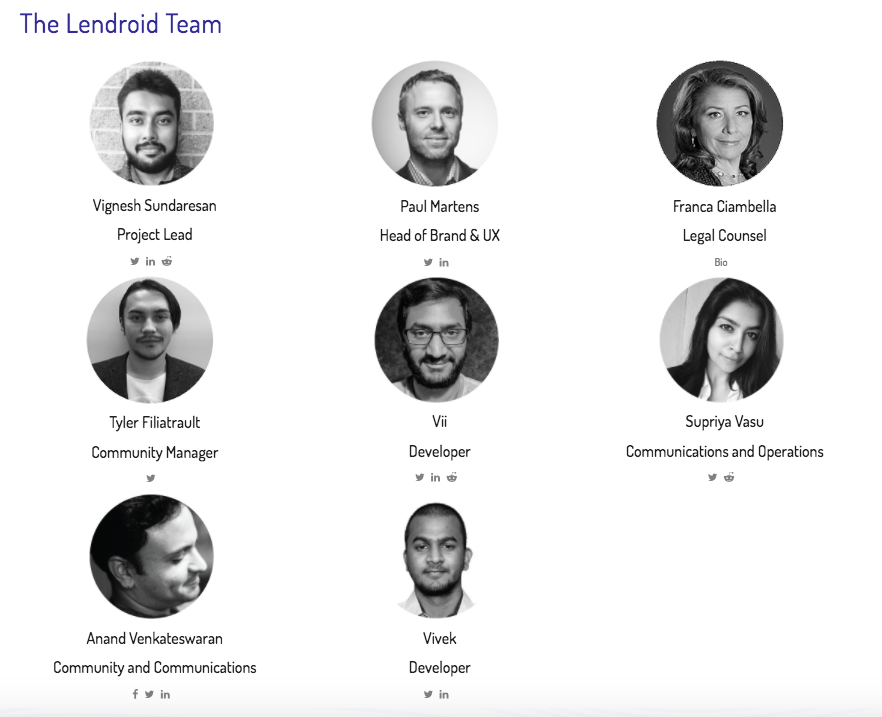 The Lendroid Team
Vignesh Sundaresan
Project Lead
Paul Martens
Head of Brand & UX
Franca Ciambella
Legal Counsel
Bio
Tyler Filiatrault
Community Manager
Vii
Developer
Supriya Vasu
Communications and Operations
Anand Venkateswaran
Community and Communications
Vivek
Developer